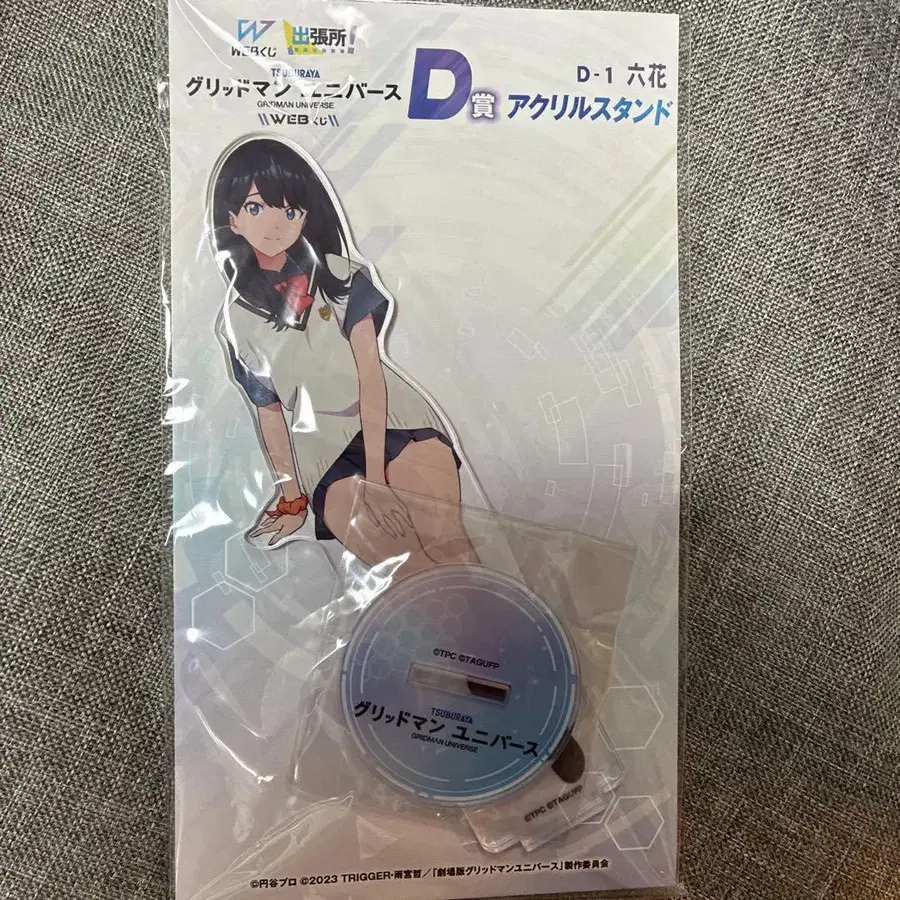 WEBくじ 出張所!
TSUBURAYA
グリッドマン ユニバース
GRIDMAN UNIVERSE
\\WEBくじ\\
D賞
D-1 六花
アクリルスタンド
©TPC ©TAGUFP
TSUBURAYA
グリッドマン ユニバース
GRIDMAN UNIVERSE
©TPC ©TAGUFP
©円谷プロ ©2023 TRIGGER・雨宮哲/「劇場版グリッドマンユニバース」製作委員会